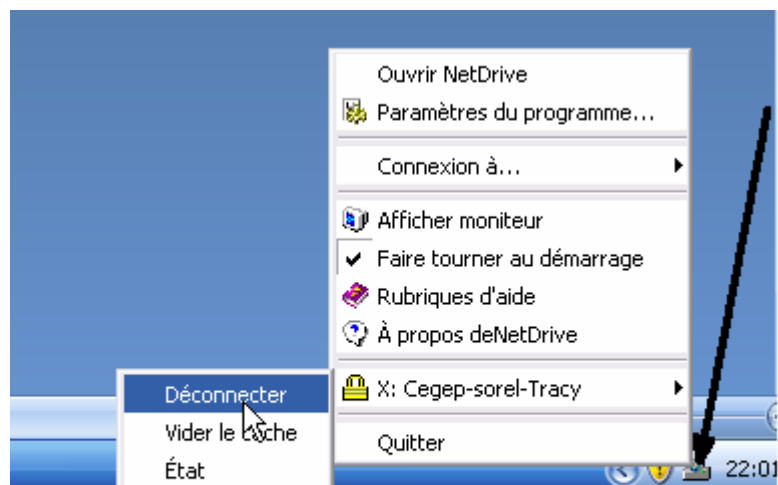 Ouvrir NetDrive
Paramètres du programme...
Connexion à...
Afficher moniteur
Faire tourner au démarrage
Rubriques d'aide
À propos deNetDrive
X: Cegep-sorel-Tracy
Quitter
Déconnecter
Vider le cache
État
22:01